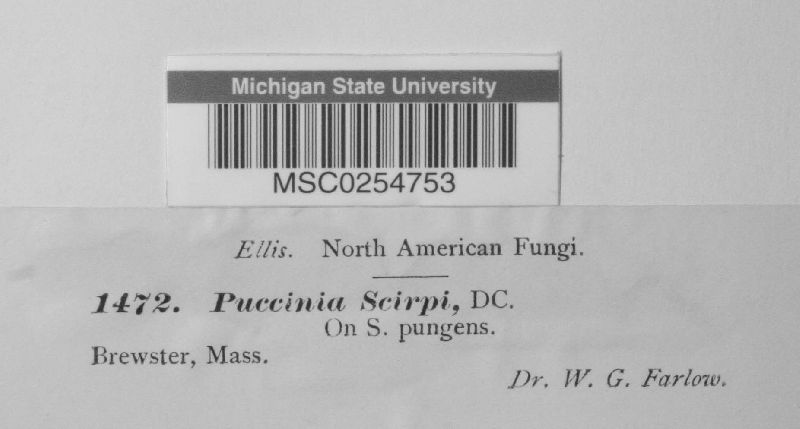 Michigan State University
MSC0254753
Ellis. North American Fungi.
1472. Puccinia Scirpi, DC.
On S. pungens.
Brewster, Mass.
Dr. W. G. Farlow.